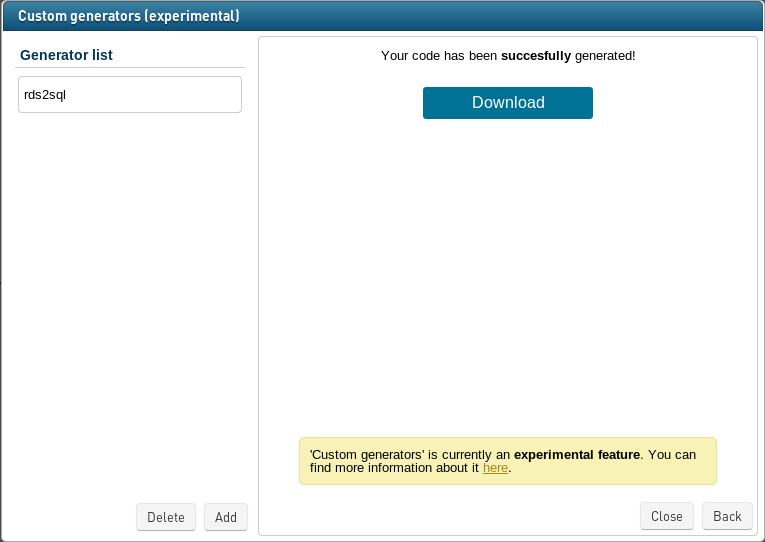 Custom generators (experimental)
Generator list
rds2sql
Your code has been succesfully generated!
Download
'Custom generators' is currently an experimental feature. You can
find more information about it here.
Delete
Add
Close
Back